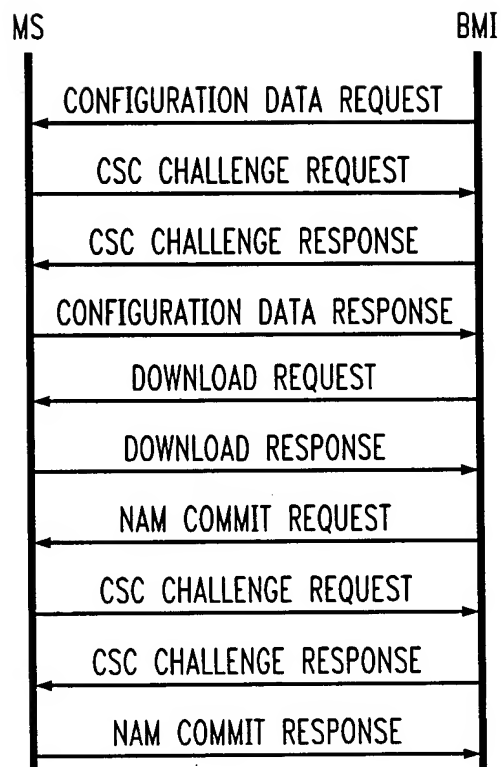 MS BMI
CONFIGURATION DATA REQUEST
CSC CHALLENGE REQUEST
CSC CHALLENGE RESPONSE
CONFIGURATION DATA RESPONSE
DOWNLOAD REQUEST
DOWNLOAD RESPONSE
NAM COMMIT REQUEST
CSC CHALLENGE REQUEST
CSC CHALLENGE RESPONSE
NAM COMMIT RESPONSE